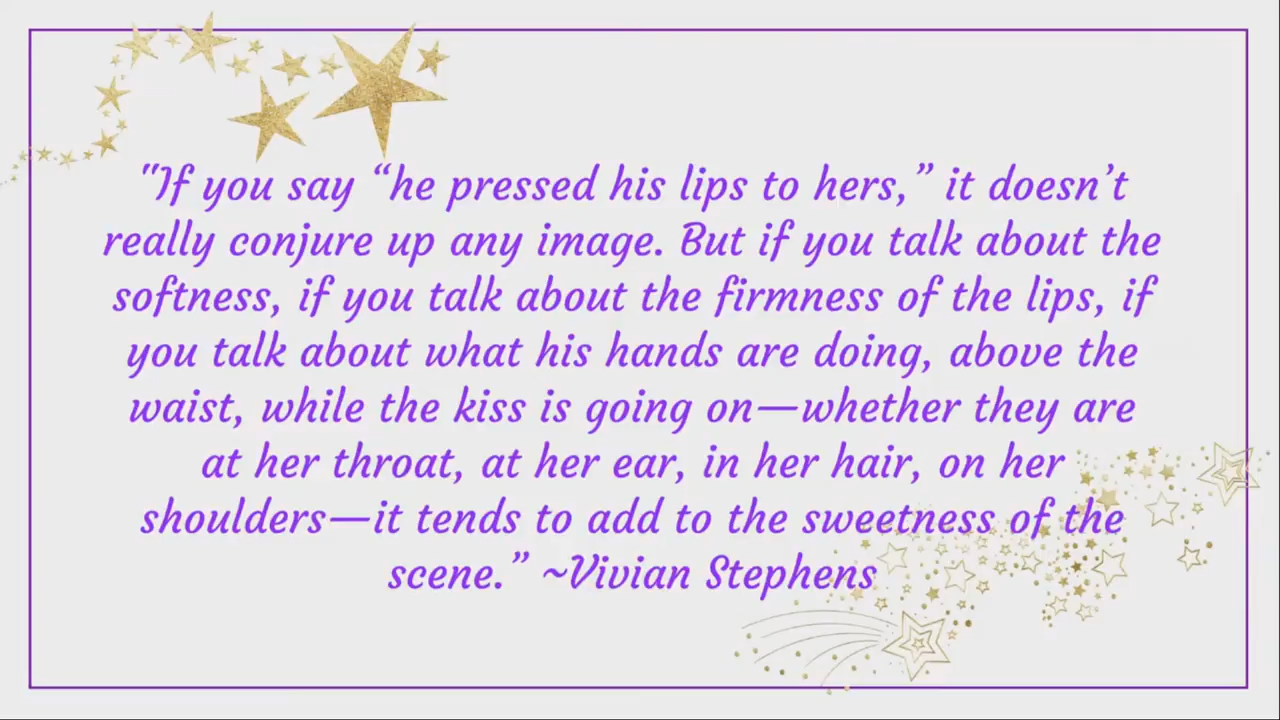 "If you say “he pressed his lips to hers,” it doesn’t
really conjure up any image. But if you talk about the
softness, if you talk about the firmness of the lips, if
you talk about what his hands are doing, above the
waist, while the kiss is going on—whether they are
at her throat, at her ear, in her hair, on her
shoulders—it tends to add to the sweetness of the
scene.” ~Vivian Stephens